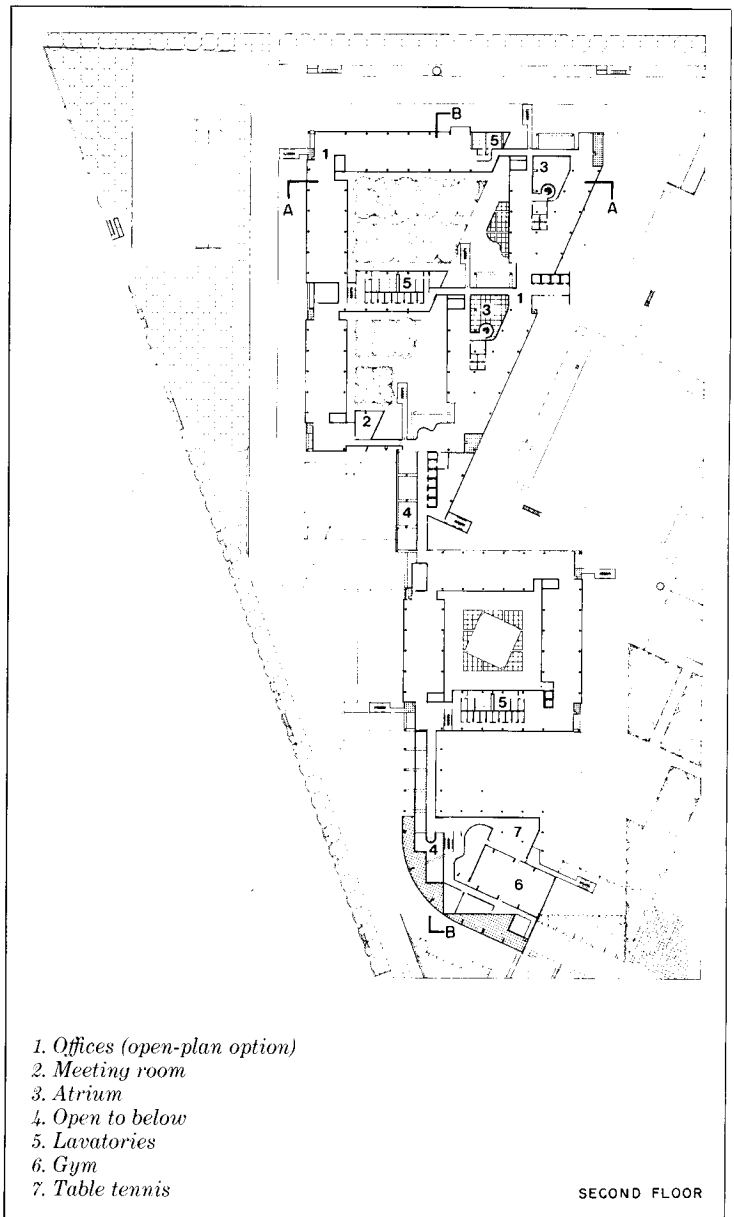 B
5
1
3
A
A
5
1
3
2
4
5
7
4
6
B
1. Offices (open-plan option)
2. Meeting room
3. Atrium
4. Open to below
5. Lavatories
6. Gym
7. Table tennis
SECOND FLOOR